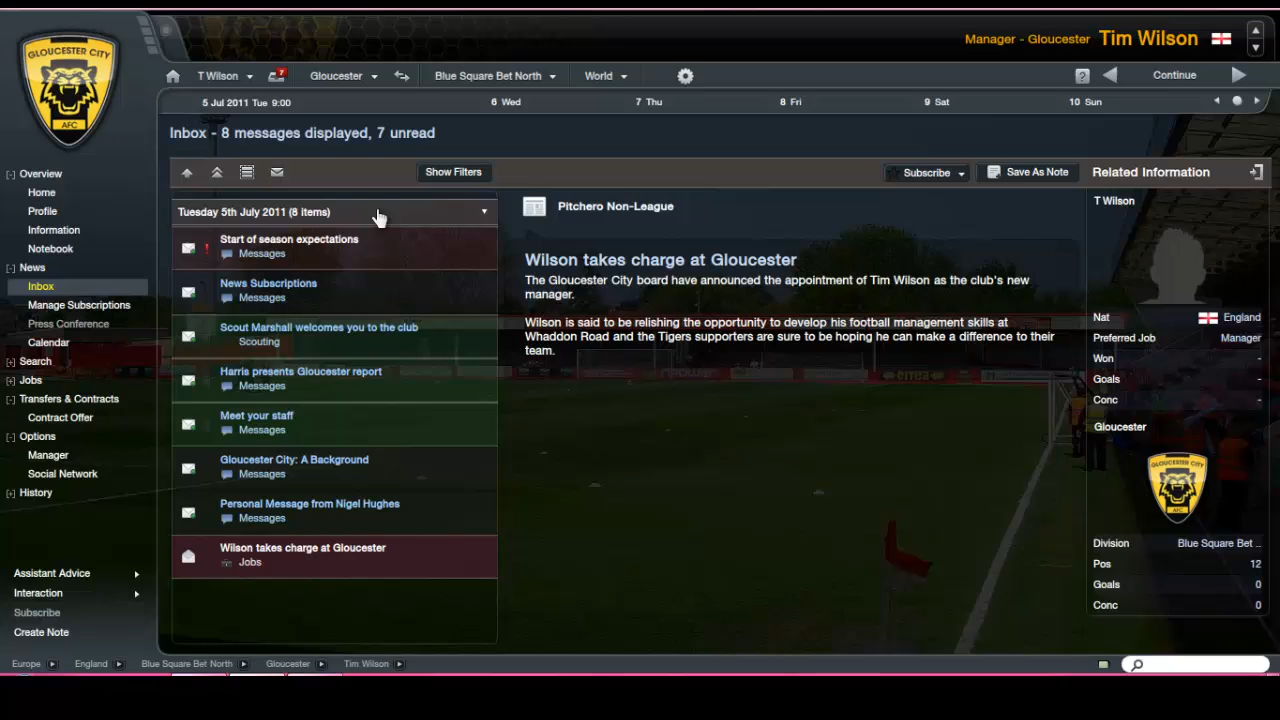 Manager - Gloucester Tim Wilson
GLOUCESTER CITY
AFC
T Wilson 7 Gloucester Blue Square Bet North World ? Continue
5 Jul 2011 Tue 9:00 6 Wed 7 Thu 8 Fri 9 Sat 10 Sun
Inbox - 8 messages displayed, 7 unread
Show Filters Subscribe Save As Note Related Information
[-] Overview
Home
Profile
Information
Notebook
[-] News
Inbox
Manage Subscriptions
Press Conference
Calendar
[+] Search
[+] Jobs
[-] Transfers & Contracts
Contract Offer
[-] Options
Manager
Social Network
[+] History
Assistant Advice
Interaction
Subscribe
Create Note
Tuesday 5th July 2011 (8 items)
! Start of season expectations
Messages
News Subscriptions
Messages
Scout Marshall welcomes you to the club
Scouting
Harris presents Gloucester report
Messages
Meet your staff
Messages
Gloucester City: A Background
Messages
Personal Message from Nigel Hughes
Messages
Wilson takes charge at Gloucester
Jobs
Pitchero Non-League
Wilson takes charge at Gloucester
The Gloucester City board have announced the appointment of Tim Wilson as the club's new
manager.
Wilson is said to be relishing the opportunity to develop his football management skills at
Whaddon Road and the Tigers supporters are sure to be hoping he can make a difference to their
team.
T Wilson
Nat England
Preferred Job Manager
Won -
Goals -
Conc -
Gloucester
GLOUCESTER CITY
AFC
Division Blue Square Bet ...
Pos 12
Goals 0
Conc 0
Europe England Blue Square Bet North Gloucester Tim Wilson